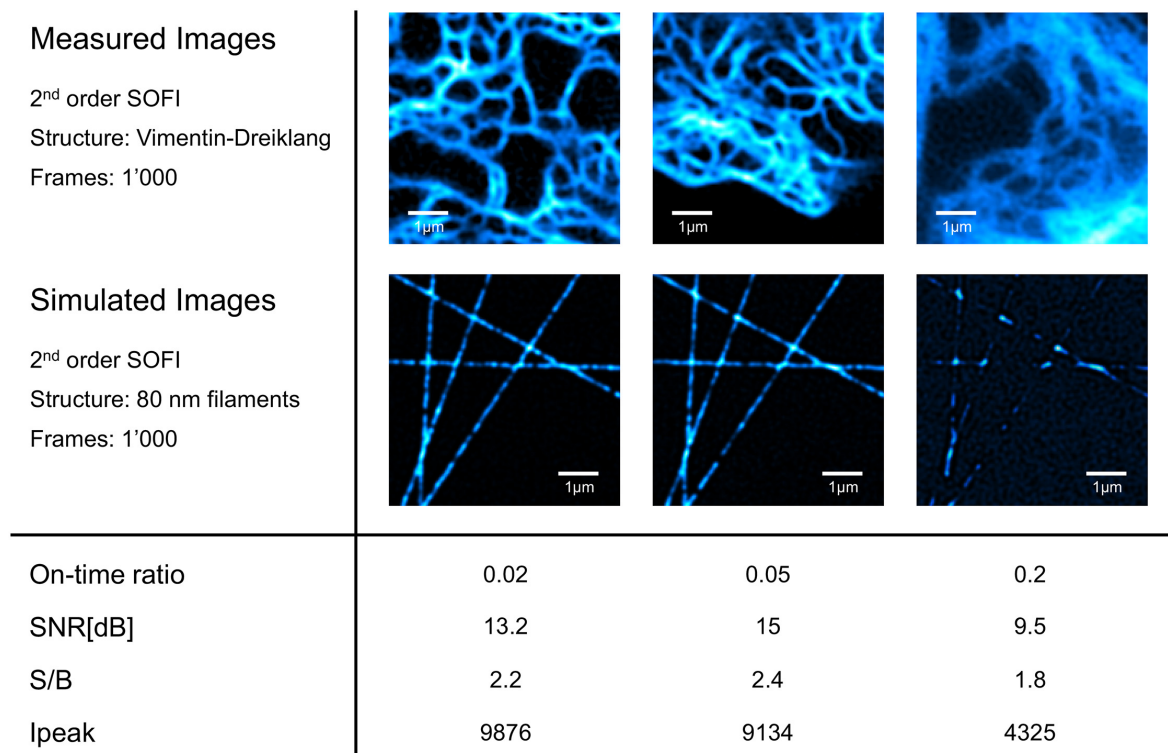 Measured Images
2nd order SOFI
Structure: Vimentin-Dreiklang
Frames: 1’000
1µm
1µm
1µm
Simulated Images
2nd order SOFI
Structure: 80 nm filaments
Frames: 1’000
1µm
1µm
1µm
On-time ratio 0.02 0.05 0.2
SNR[dB] 13.2 15 9.5
S/B 2.2 2.4 1.8
Ipeak 9876 9134 4325